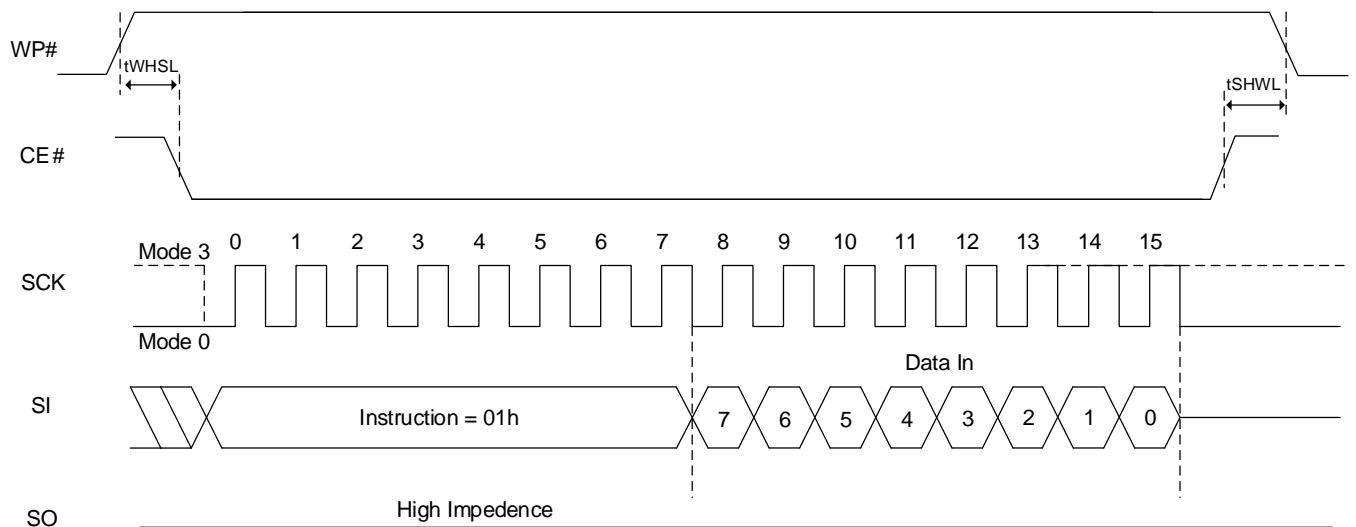 WP#
tWHSL
tSHWL
CE#
0 1 2 3 4 5 6 7 8 9 10 11 12 13 14 15
Mode 3
SCK
Mode 0
Data In
SI
Instruction = 01h
7 6 5 4 3 2 1 0
High Impedence
SO